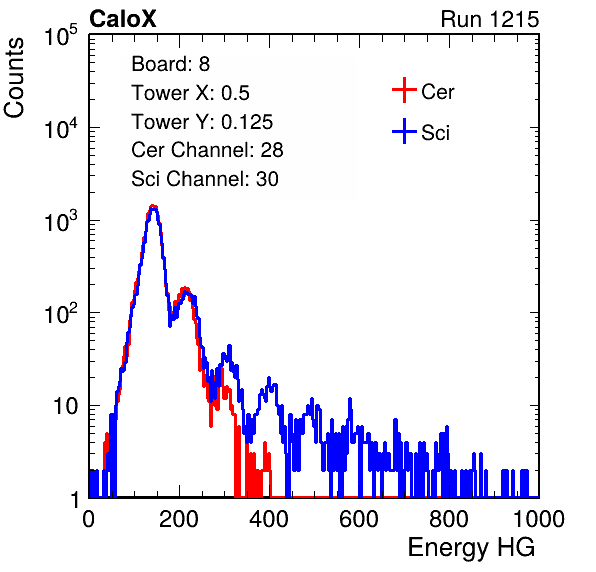 CaloX Run 1215
Counts
Board: 8
Tower X: 0.5
Tower Y: 0.125
Cer Channel: 28
Sci Channel: 30
Cer
Sci
10^5
10^4
10^3
10^2
10
1
0 200 400 600 800 1000
Energy HG